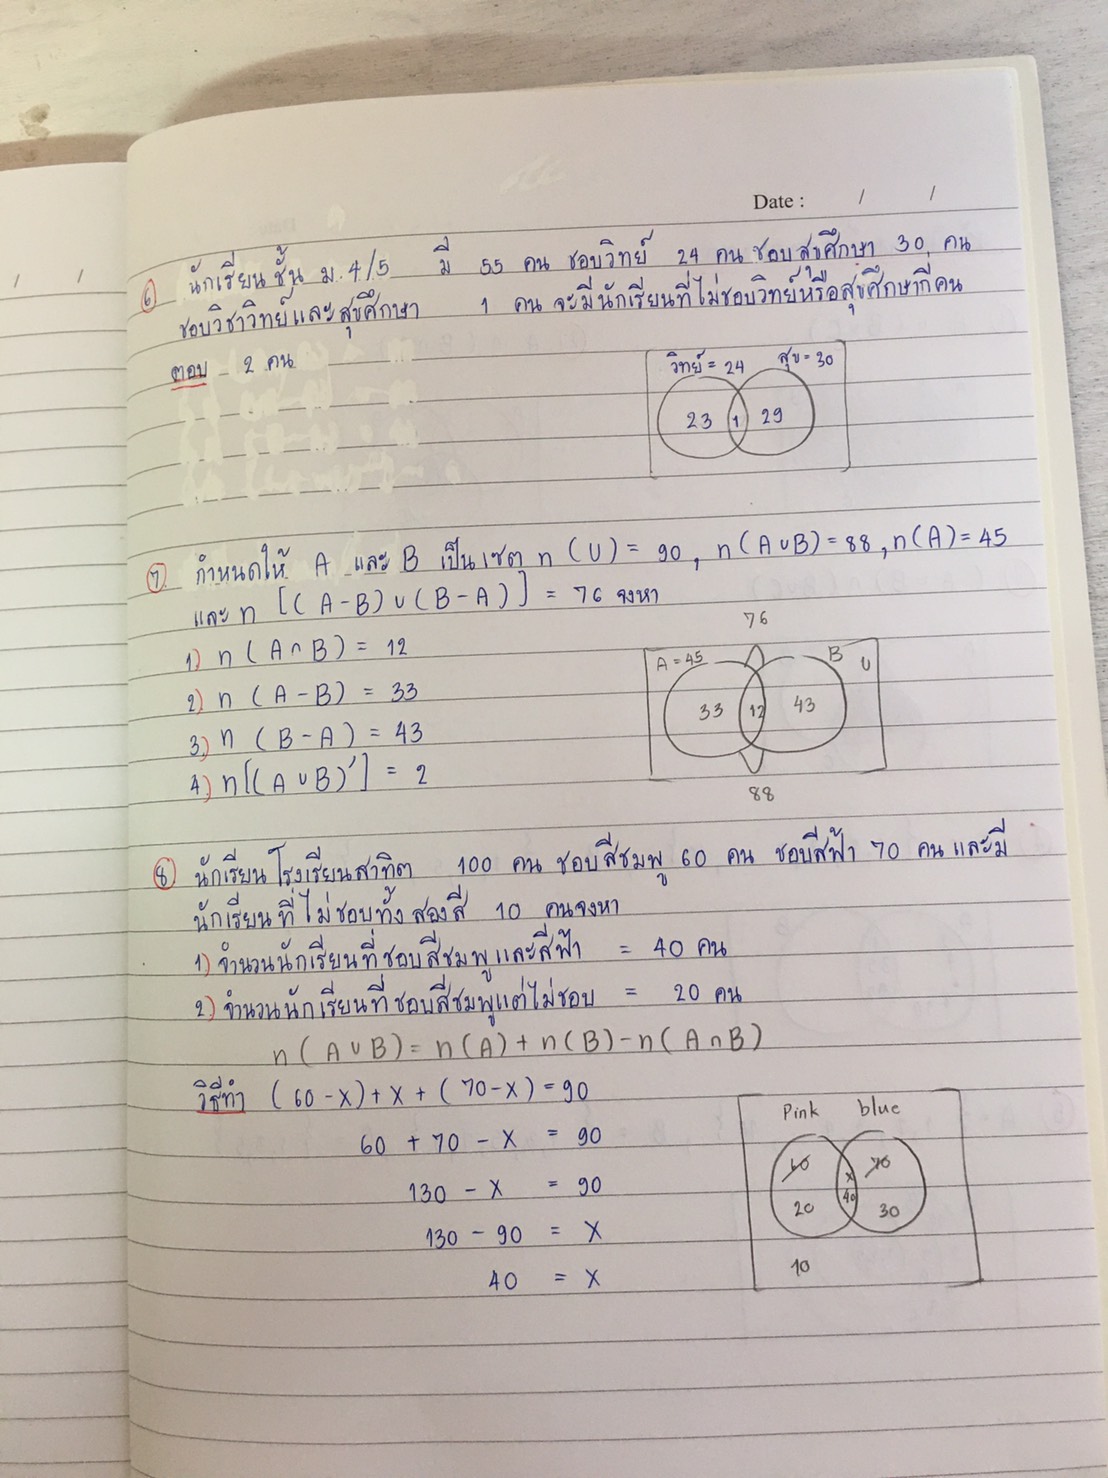 Date : / /
⑥ นักเรียนชั้น ม.4/5 มี 55 คน ชอบวิทย์ 24 คน ชอบสุขศึกษา 30 คน
ชอบวิชาวิทย์และสุขศึกษา 1 คน จะมีนักเรียนที่ไม่ชอบวิทย์หรือสุขศึกษากี่คน
ตอบ 2 คน
วิทย์ = 24 สุข = 30
23 1 29
⑦ กำหนดให้ A และ B เป็นเซต n (U) = 90, n(A∪B) = 88, n(A) = 45
และ n [(A-B)∪(B-A)] = 76 จงหา
1) n (A∩B) = 12
2) n (A-B) = 33
3) n (B-A) = 43
4) n[(A∪B)'] = 2
76
A = 45 B U
33 12 43
88
⑧ นักเรียนโรงเรียนสาทิต 100 คน ชอบสีชมพู 60 คน ชอบสีฟ้า 70 คน และมี
นักเรียนที่ไม่ชอบทั้งสองสี 10 คนจงหา
1) จำนวนนักเรียนที่ชอบสีชมพูและสีฟ้า = 40 คน
2) จำนวนนักเรียนที่ชอบสีชมพูแต่ไม่ชอบ = 20 คน
n(A∪B) = n(A)+n(B)-n(A∩B)
วิธีทำ (60-x)+x+(70-x)=90
60 + 70 - x = 90
130 - x = 90
130 - 90 = x
40 = x
Pink blue
60 x 70
20 40 30
10